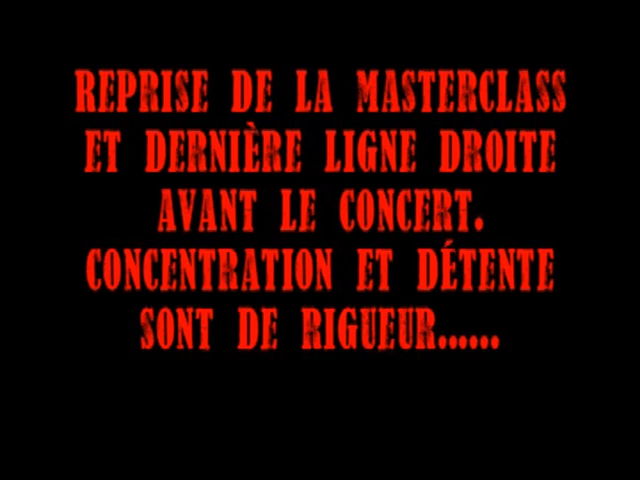 REPRISE DE LA MASTERCLASS
ET DERNIÈRE LIGNE DROITE
AVANT LE CONCERT.
CONCENTRATION ET DÉTENTE
SONT DE RIGUEUR......